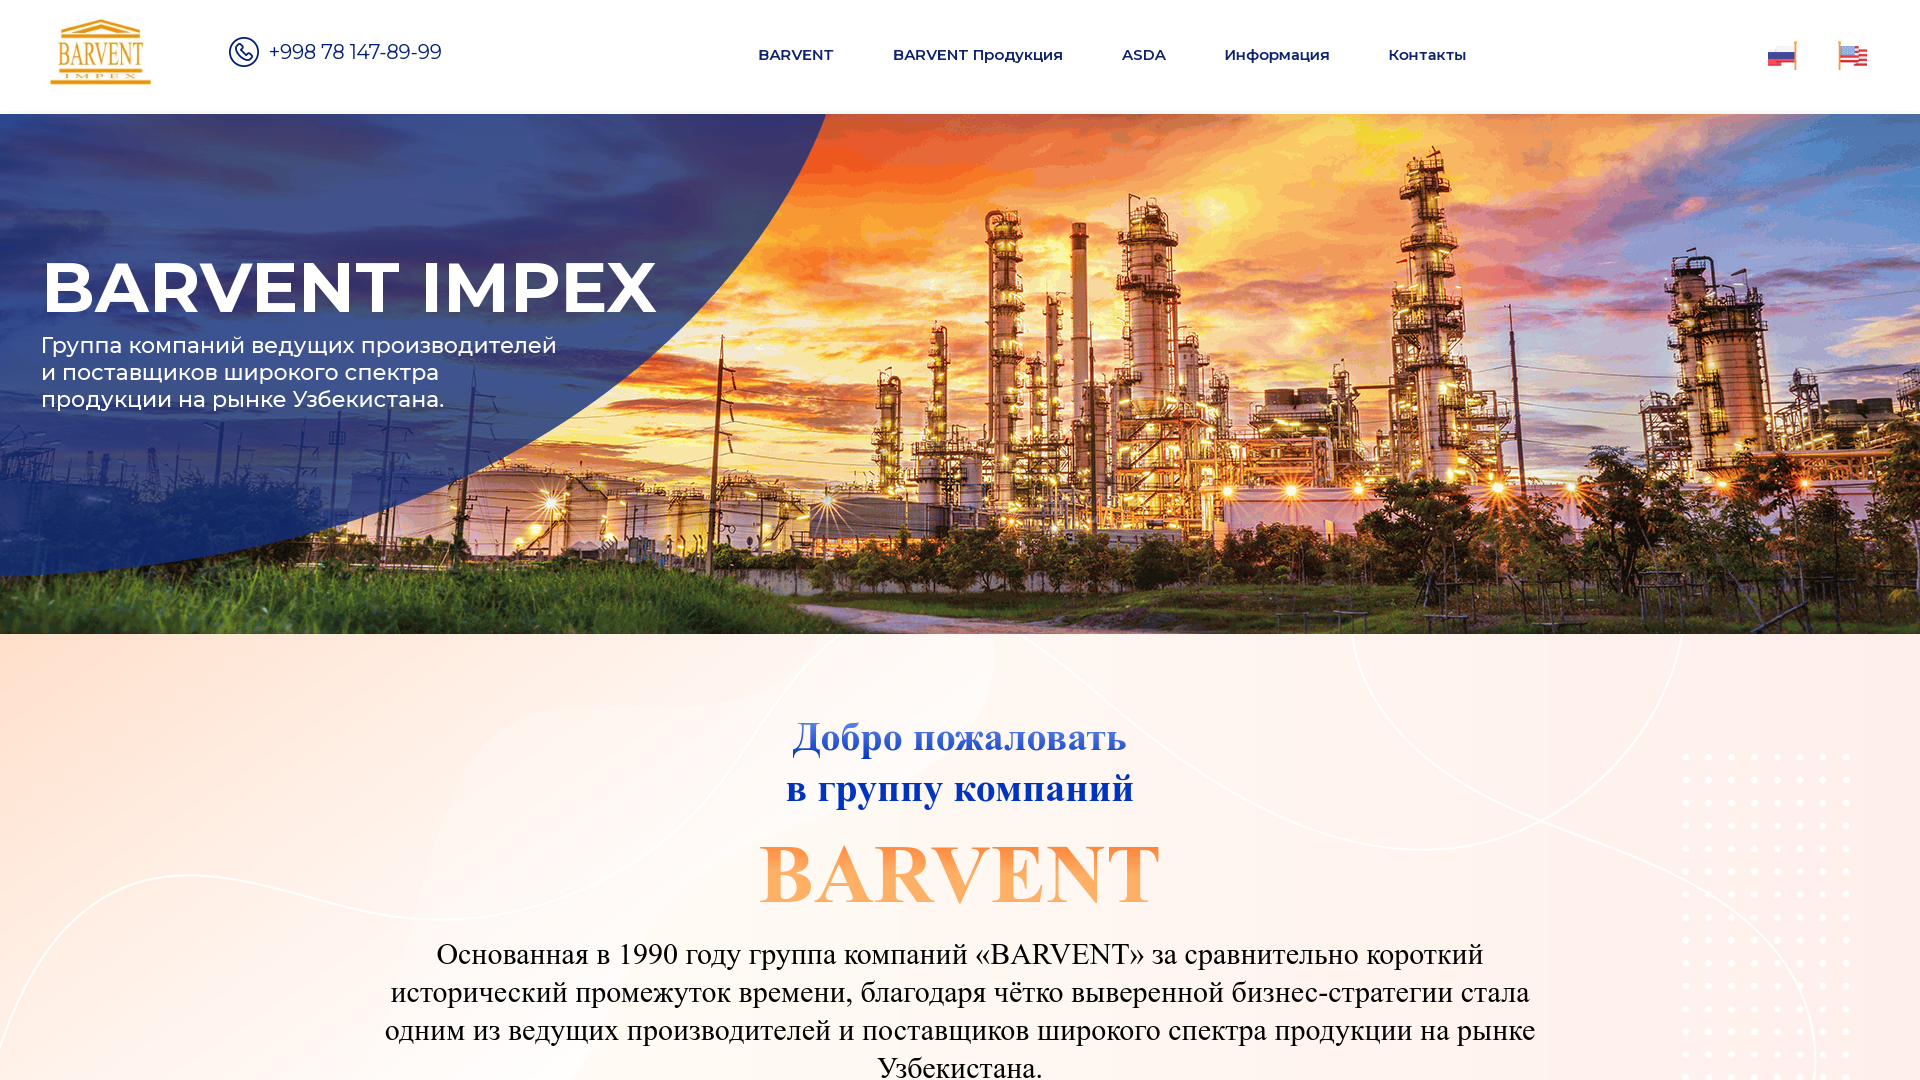 BARVENT
IMPEX
+998 78 147-89-99
BARVENT
BARVENT Продукция
ASDA
Информация
Контакты
BARVENT IMPEX
Группа компаний ведущих производителей
и поставщиков широкого спектра
продукции на рынке Узбекистана.
Добро пожаловать
в группу компаний
BARVENT
Основанная в 1990 году группа компаний «BARVENT» за сравнительно короткий
исторический промежуток времени, благодаря чётко выверенной бизнес-стратегии стала
одним из ведущих производителей и поставщиков широкого спектра продукции на рынке
Узбекистана.